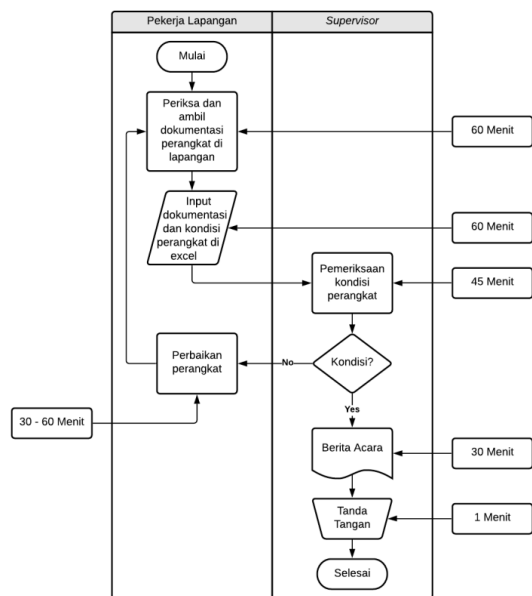 Pekerja Lapangan
Supervisor
Mulai
Periksa dan
ambil
dokumentasi
perangkat di
lapangan
60 Menit
Input
dokumentasi
dan kondisi
perangkat di
excel
60 Menit
Pemeriksaan
kondisi
perangkat
45 Menit
Perbaikan
perangkat
No
Kondisi?
30 - 60 Menit
Yes
Berita Acara
30 Menit
Tanda
Tangan
1 Menit
Selesai